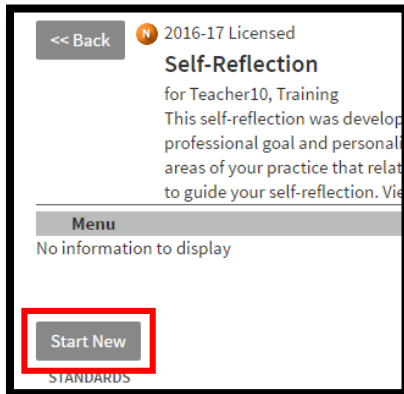 << Back
N 2016-17 Licensed
Self-Reflection
for Teacher10, Training
This self-reflection was develop
professional goal and personali
areas of your practice that relat
to guide your self-reflection. Vie
Menu
No information to display
Start New
STANDARDS